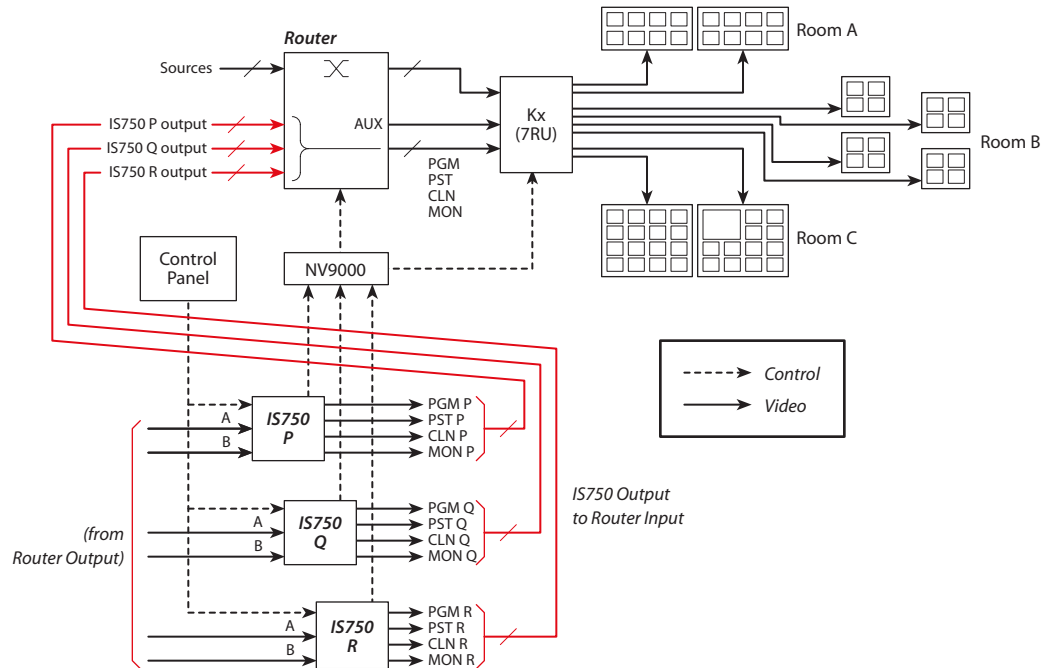 Router
Sources
IS750 P output
IS750 Q output
IS750 R output
AUX
PGM
PST
CLN
MON
Kx
(7RU)
Room A
Room B
Room C
Control
Panel
NV9000
Control
Video
A
B
IS750
P
PGM P
PST P
CLN P
MON P
A
B
IS750
Q
PGM Q
PST Q
CLN Q
MON Q
IS750 Output
to Router Input
(from
Router Output)
A
B
IS750
R
PGM R
PST R
CLN R
MON R